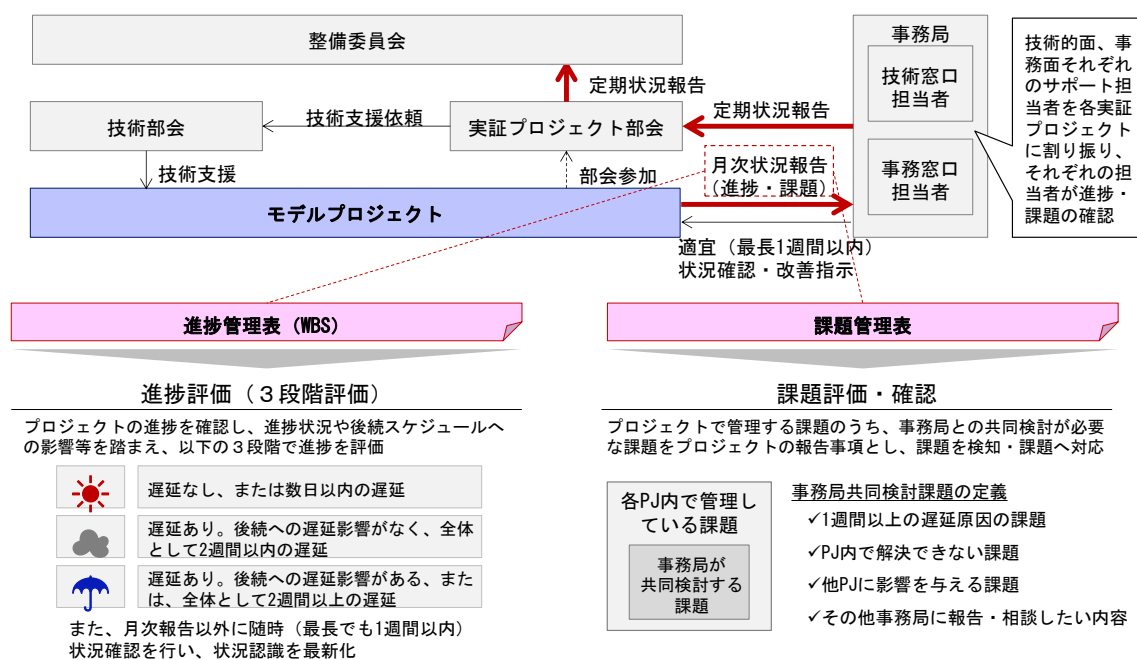 整備委員会
事務局
技術窓口
担当者
事務窓口
担当者
技術的面、事
務面それぞれ
のサポート担
当者を各実証
プロジェクト
に割り振り、
それぞれの担
当者が進捗・
課題の確認
定期状況報告
定期状況報告
技術部会
技術支援依頼
実証プロジェクト部会
技術支援
部会参加
月次状況報告
(進捗・課題)
モデルプロジェクト
適宜(最長1週間以内)
状況確認・改善指示
進捗管理表(WBS)
進捗評価(3段階評価)
プロジェクトの進捗を確認し、進捗状況や後続スケジュールへ
の影響等を踏まえ、以下の3段階で進捗を評価
遅延なし、または数日以内の遅延
遅延あり。後続への遅延影響がなく、全体
として2週間以内の遅延
遅延あり。後続への遅延影響がある、また
は、全体として2週間以上の遅延
また、月次報告以外に随時(最長でも1週間以内)
状況確認を行い、状況認識を最新化
課題管理表
課題評価・確認
プロジェクトで管理する課題のうち、事務局との共同検討が必要
な課題をプロジェクトの報告事項とし、課題を検知・課題へ対応
各PJ内で管理し
ている課題
事務局が
共同検討する
課題
事務局共同検討課題の定義
✓1週間以上の遅延原因の課題
✓PJ内で解決できない課題
✓他PJに影響を与える課題
✓その他事務局に報告・相談したい内容